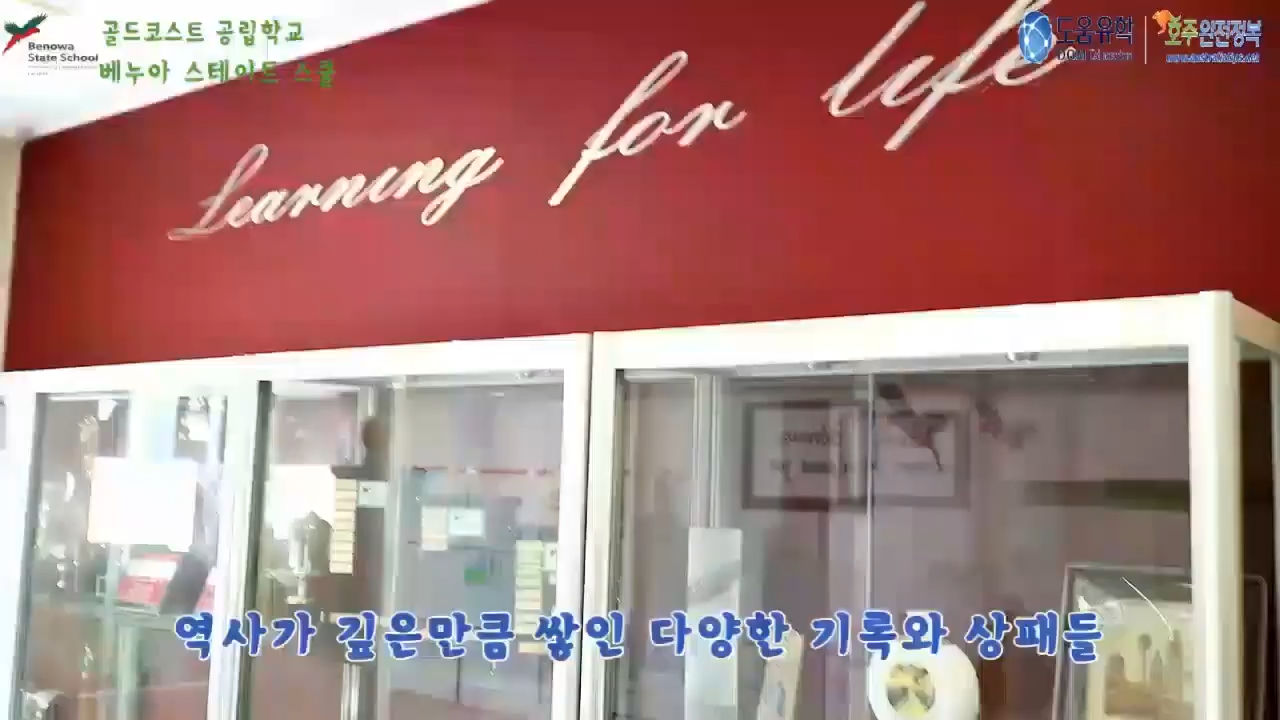 Benowa
State School
골드코스트 공립학교
베누아 스테이트 스쿨
도움유학
호주완전정복
Learning for life
역사가 깊은만큼 쌓인 다양한 기록와 상패들